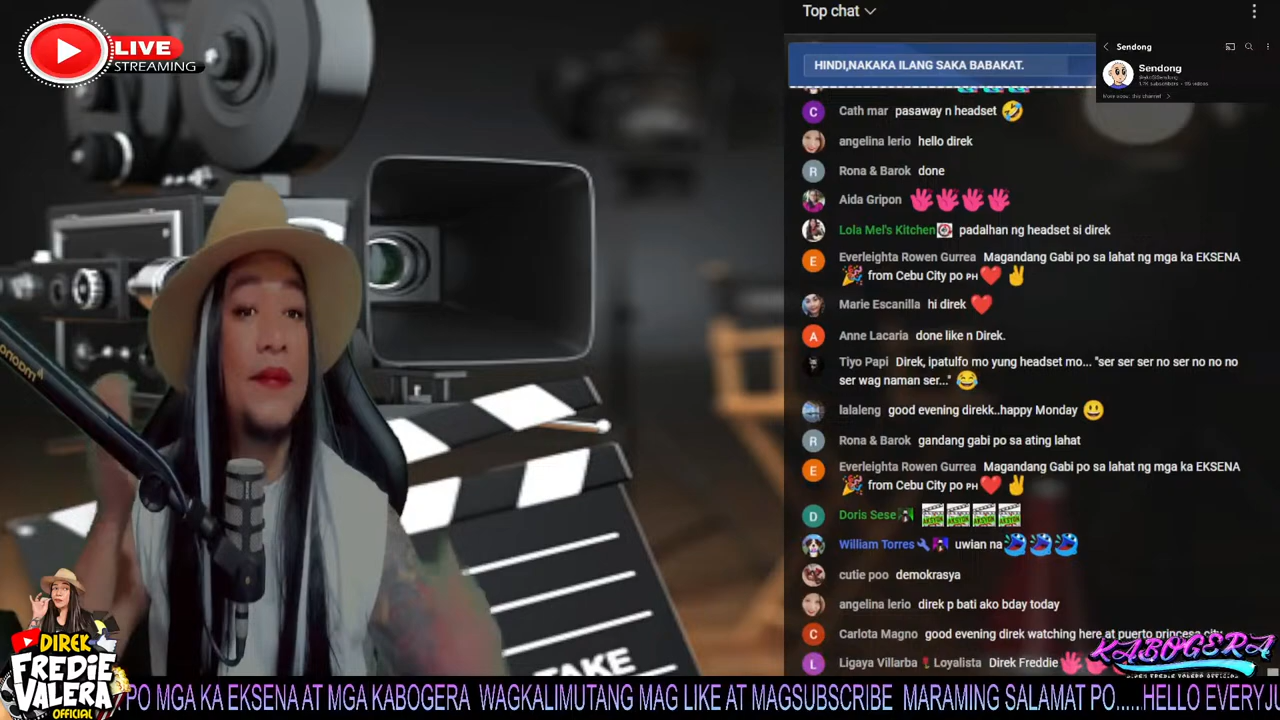 LIVE
STREAMING
Top chat
HINDI,NAKAKA ILANG SAKA BABAKAT.
Sendong
Sendong
Cath mar pasaway n headset 🤣
angelina lerio hello direk
R Rona & Barok done
Aida Gripon
Lola Mel's Kitchen padalhan ng headset si direk
E Everleighta Rowen Gurrea Magandang Gabi po sa lahat ng mga ka EKSENA
🎉 from Cebu City po PH❤️✌️
Marie Escanilla hi direk ❤️
A Anne Lacaria done like n Direk.
Tiyo Papi Direk, ipatulfo mo yung headset mo... "ser ser ser no ser no no no
ser wag naman ser..." 😂
lalaleng good evening direkk..happy Monday 😃
R Rona & Barok gandang gabi po sa ating lahat
E Everleighta Rowen Gurrea Magandang Gabi po sa lahat ng mga ka EKSENA
🎉 from Cebu City po PH❤️✌️
D Doris Sese
William Torres uwian na
cutie poo demokrasya
angelina lerio direk p bati ako bday today
C Carlota Magno good evening direk watching here at puerto princesa city
L Ligaya Villarba Loyalista Direk Freddie
KABOGERA
TAKE
DIREK
FREDIE
VALERA
OFFICIAL
PO MGA KA EKSENA AT MGA KABOGERA WAGKALIMUTANG MAG LIKE AT MAGSUBSCRIBE MARAMING SALAMAT PO.....HELLO EVERYJU